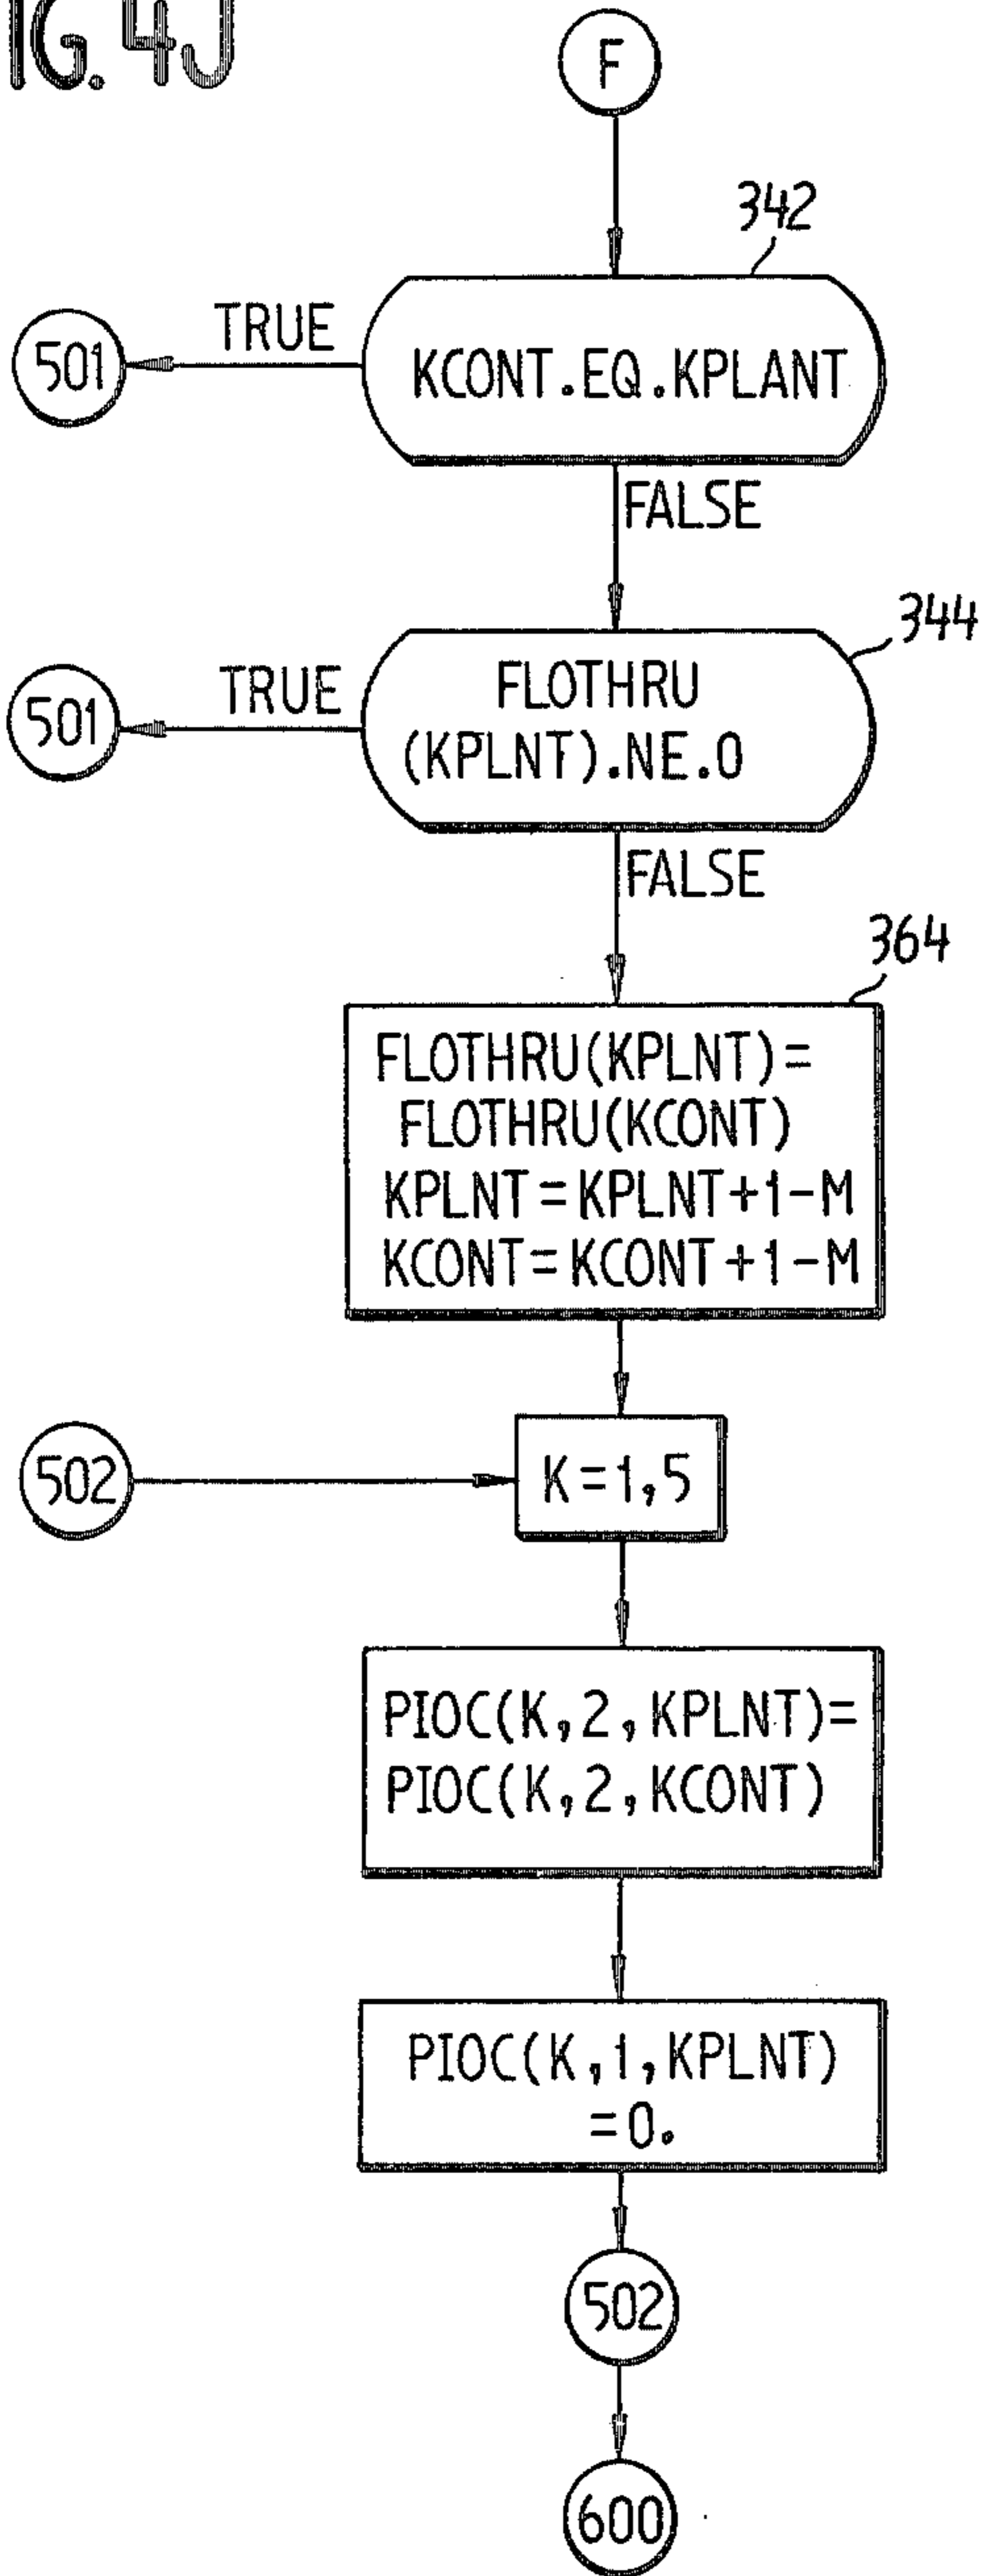 IG. 4J
F
342
TRUE
501
KCONT.EQ.KPLANT
FALSE
344
TRUE
501
FLOTHRU
(KPLNT).NE.0
FALSE
364
FLOTHRU(KPLNT)=
FLOTHRU(KCONT)
KPLNT=KPLNT+1-M
KCONT=KCONT+1-M
502
K=1,5
PIOC(K,2,KPLNT)=
PIOC(K,2,KCONT)
PIOC(K,1,KPLNT)
=0.
502
600